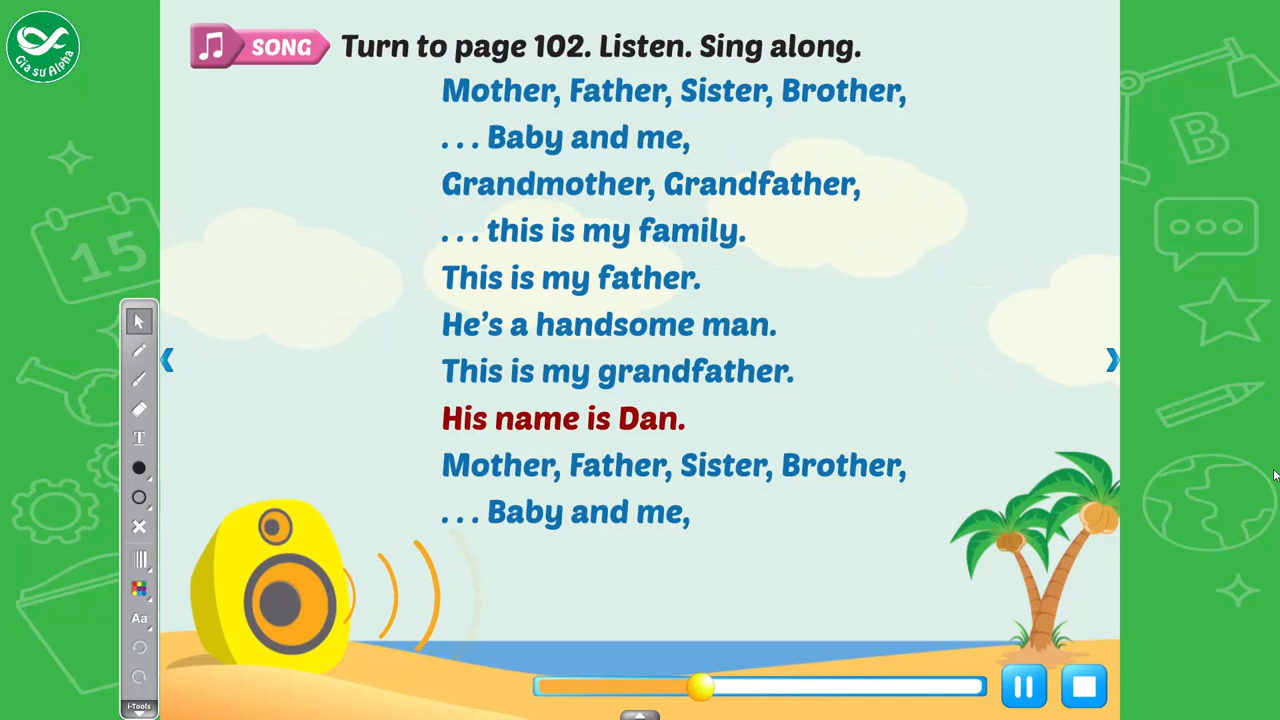 Gia sư Alpha
SONG
Turn to page 102. Listen. Sing along.
Mother, Father, Sister, Brother,
. . . Baby and me,
Grandmother, Grandfather,
. . . this is my family.
This is my father.
He's a handsome man.
This is my grandfather.
His name is Dan.
Mother, Father, Sister, Brother,
. . . Baby and me,
15
B
T
Aa
i-Tools